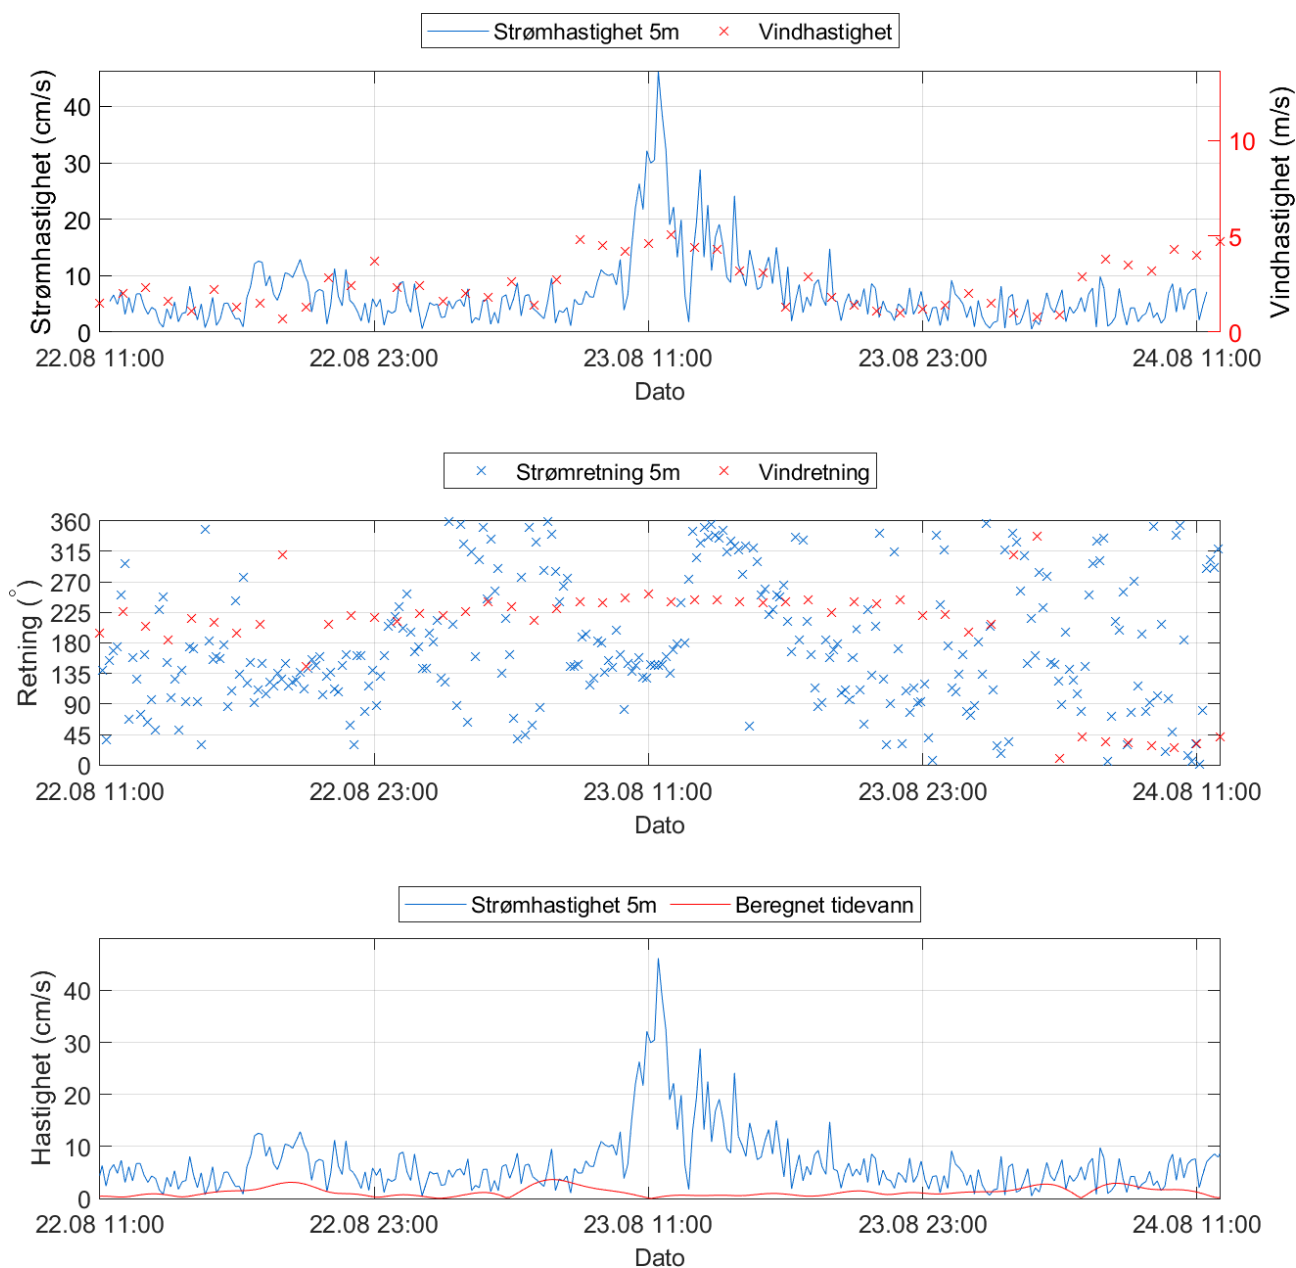 Strømhastighet 5m Vindhastighet
Strømhastighet (cm/s)
40
30
20
10
0
Vindhastighet (m/s)
10
5
0
22.08 11:00 22.08 23:00 23.08 11:00 23.08 23:00 24.08 11:00
Dato
Strømretning 5m Vindretning
Retning (°)
360
315
270
225
180
135
90
45
0
22.08 11:00 22.08 23:00 23.08 11:00 23.08 23:00 24.08 11:00
Dato
Strømhastighet 5m Beregnet tidevann
Hastighet (cm/s)
40
30
20
10
0
22.08 11:00 22.08 23:00 23.08 11:00 23.08 23:00 24.08 11:00
Dato